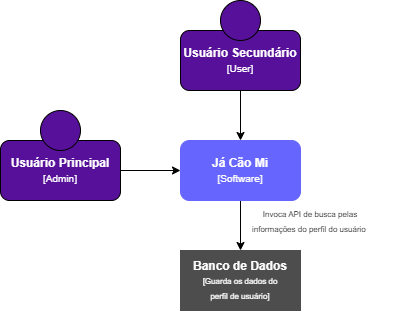 Usuário Secundário
[User]
Usuário Principal
[Admin]
Já Cão Mi
[Software]
Invoca API de busca pelas
informações do perfil do usuário
Banco de Dados
[Guarda os dados do
perfil de usuário]